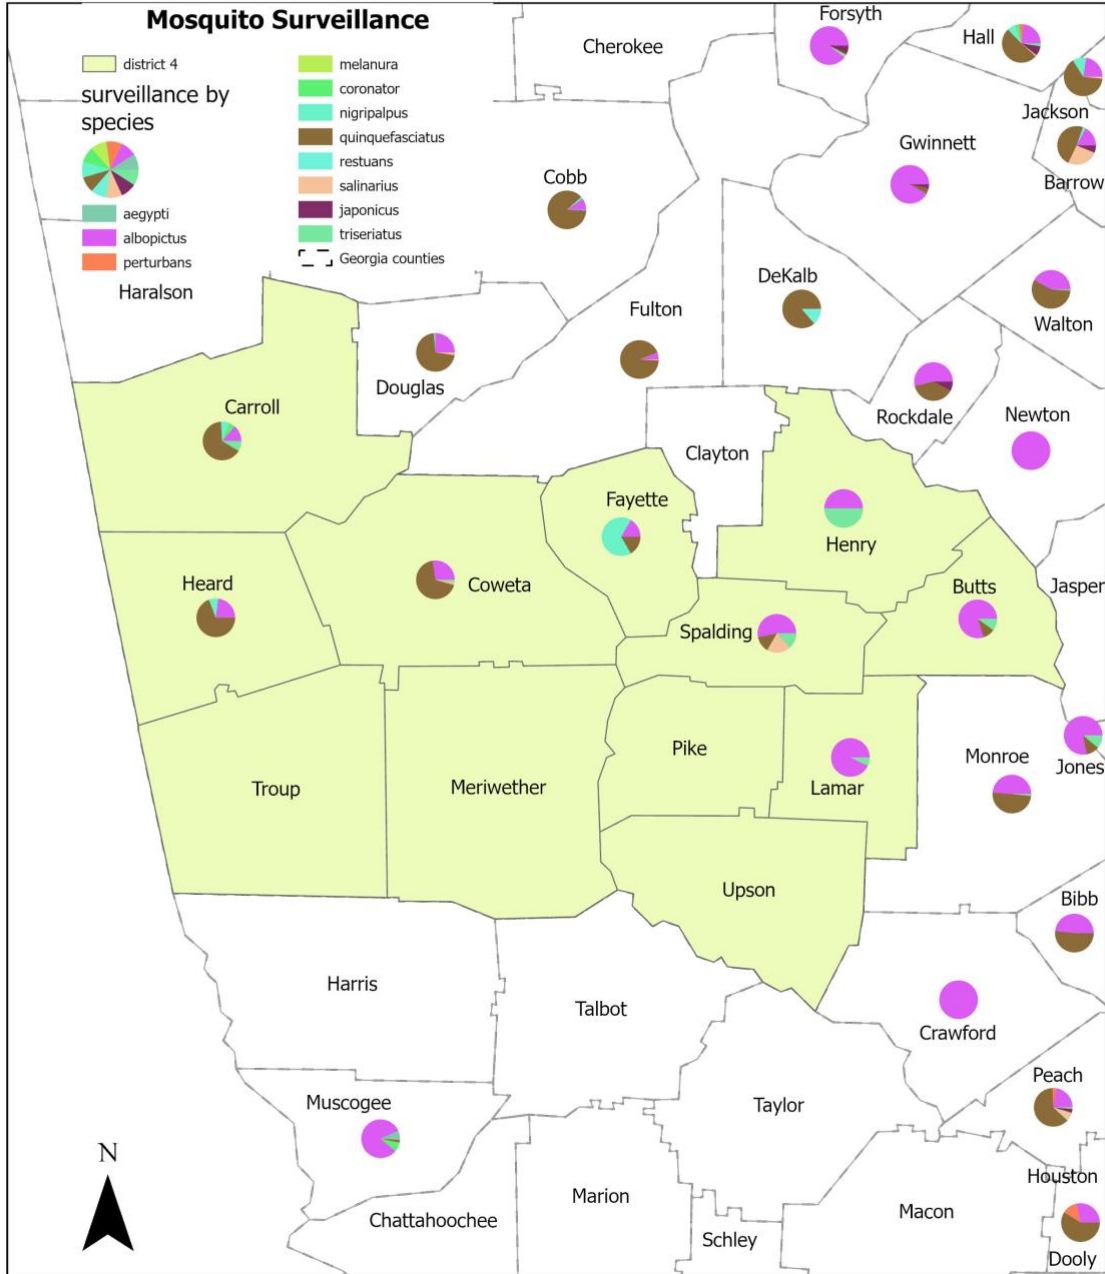 Mosquito Surveillance
district 4
surveillance by
species
aegypti
albopictus
perturbans
melanura
coronator
nigripalpus
quinquefasciatus
restuans
salinarius
japonicus
triseriatus
Georgia counties
Cherokee
Forsyth
Hall
Jackson
Gwinnett
Barrow
Cobb
DeKalb
Haralson
Fulton
Walton
Douglas
Carroll
Rockdale
Newton
Clayton
Fayette
Henry
Heard
Coweta
Butts
Jasper
Spalding
Pike
Monroe
Jones
Troup
Meriwether
Lamar
Upson
Bibb
Harris
Talbot
Crawford
Peach
Muscogee
Taylor
N
Houston
Marion
Chattahoochee
Macon
Schley
Dooly